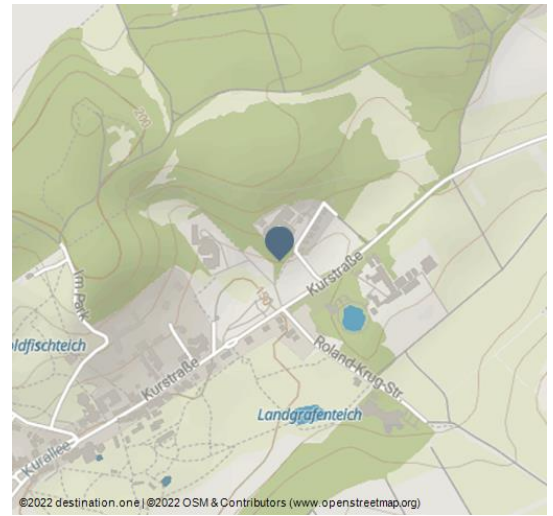 200
Im Park
ldfischteich
190
Kurstraße
Kurstraße
Roland-Krug-Str.
Landgrafenteich
Kurallee
©2022 destination.one | ©2022 OSM & Contributors (www.openstreetmap.org)